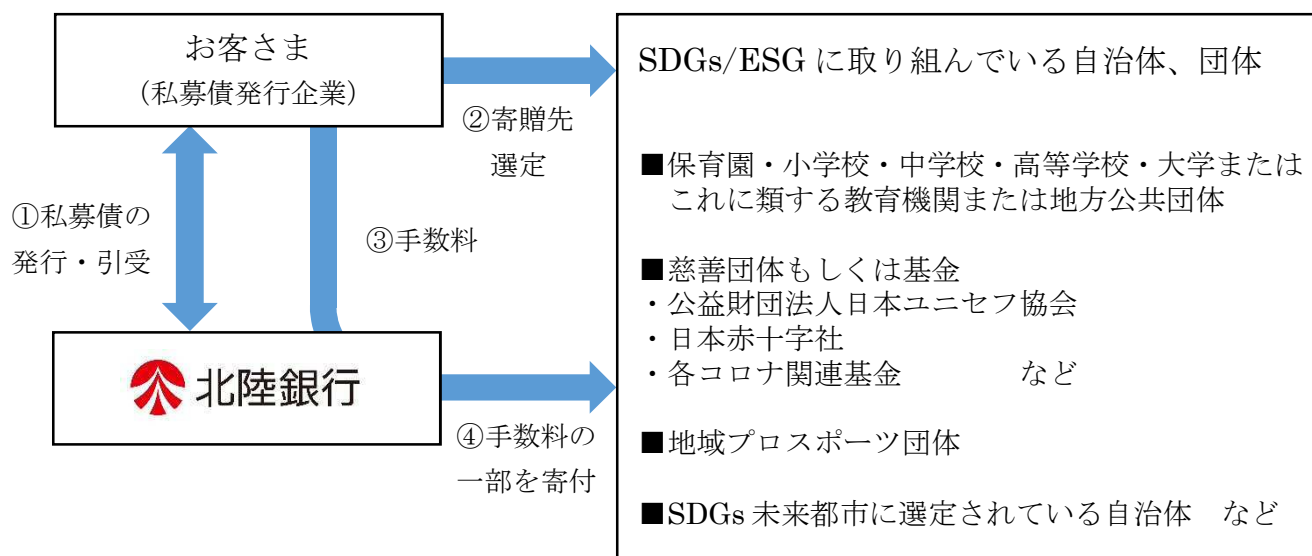 お客さま
(私募債発行企業)
①私募債の
発行・引受
②寄贈先
選定
③手数料
北陸銀行
④手数料の
一部を寄付
SDGs/ESG に取り組んでいる自治体、団体
■保育園・小学校・中学校・高等学校・大学または
これに類する教育機関または地方公共団体
■慈善団体もしくは基金
・公益財団法人日本ユニセフ協会
・日本赤十字社
・各コロナ関連基金　　　　など
■地域プロスポーツ団体
■SDGs 未来都市に選定されている自治体　など